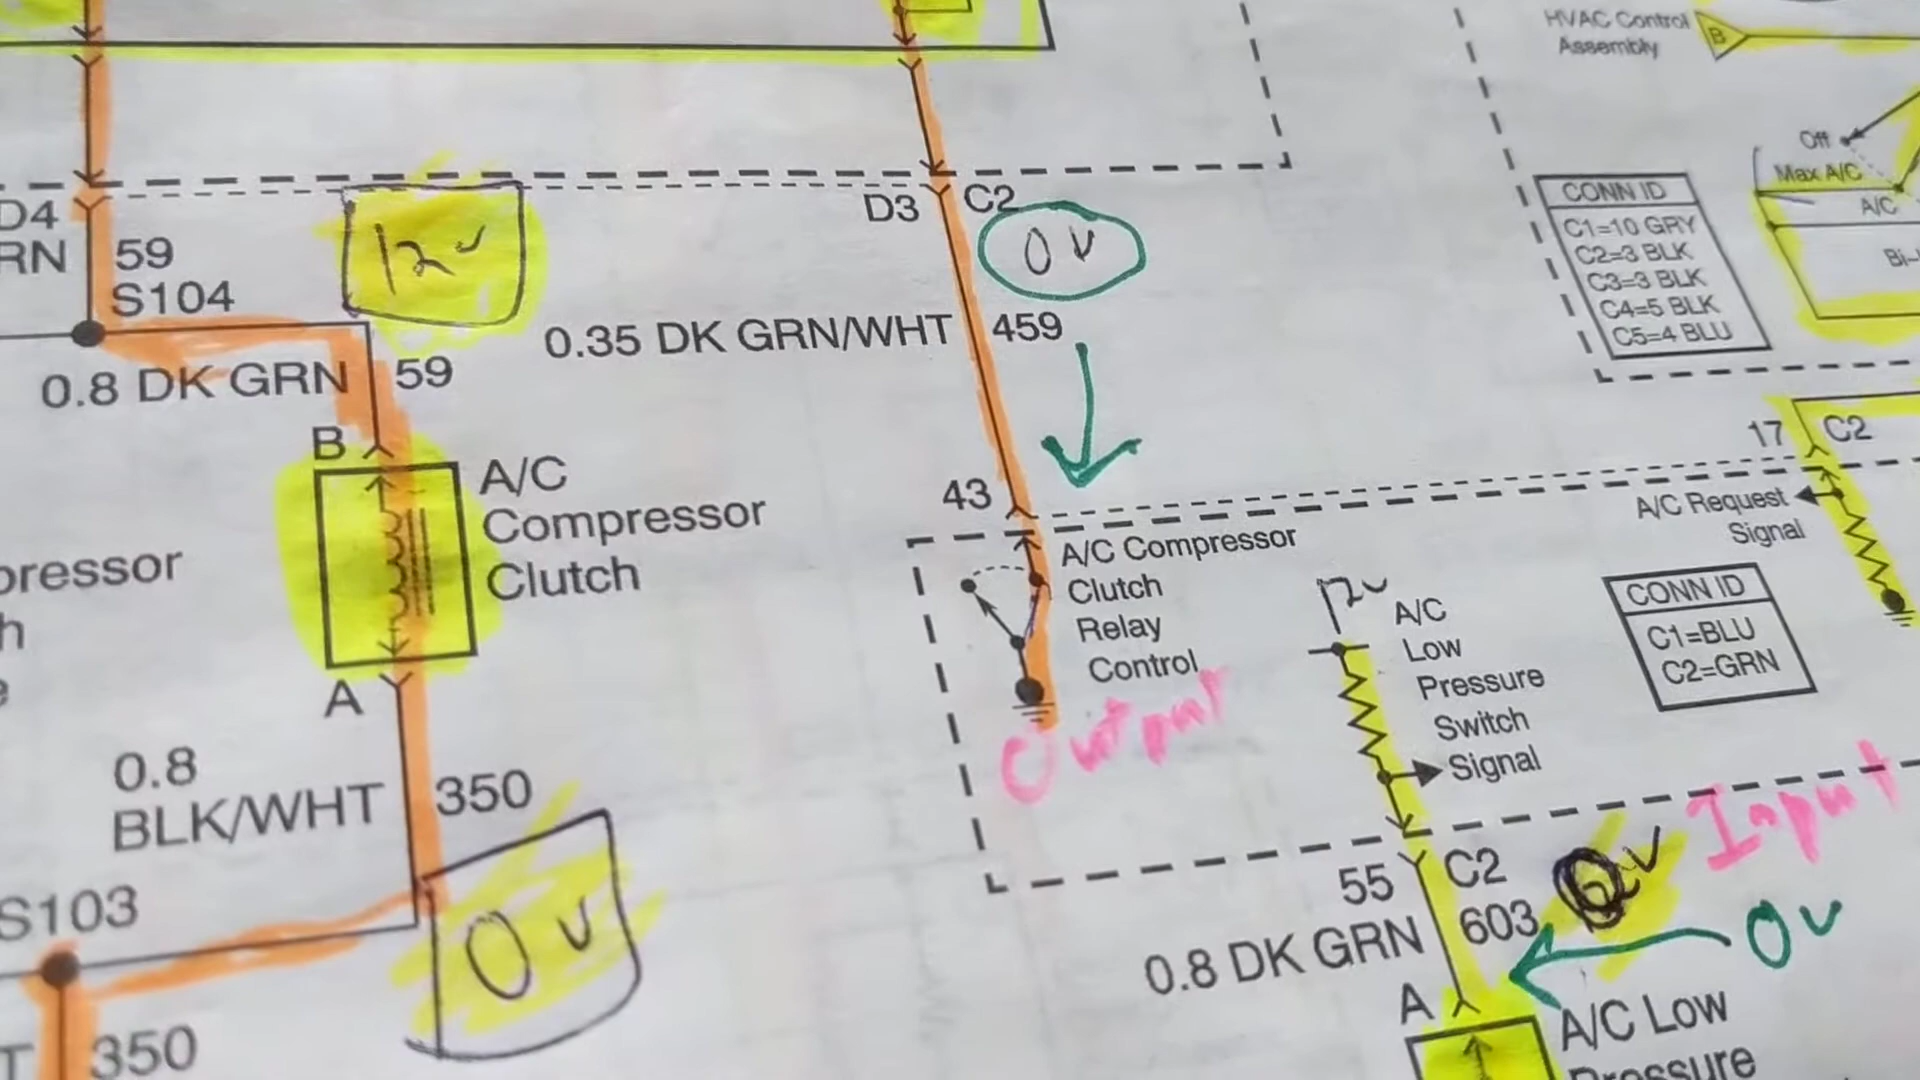 HVAC Control
Assembly
B
Off
Max A/C
A/C
CONN ID
C1=10 GRY
C2=3 BLK
C3=3 BLK
C4=5 BLK
C5=4 BLU
D4
RN
59
S104
12v
D3
C2
0v
0.35 DK GRN/WHT
459
0.8 DK GRN
59
B
A/C
Compressor
Clutch
pressor
h
e
A
0.8
BLK/WHT
350
S103
0v
T
350
43
A/C Compressor
Clutch
Relay
Control
Output
17
C2
A/C Request
Signal
12v
A/C
Low
Pressure
Switch
Signal
CONN ID
C1=BLU
C2=GRN
Input
55
C2
603
0v
0.8 DK GRN
A
A/C Low
Pressure